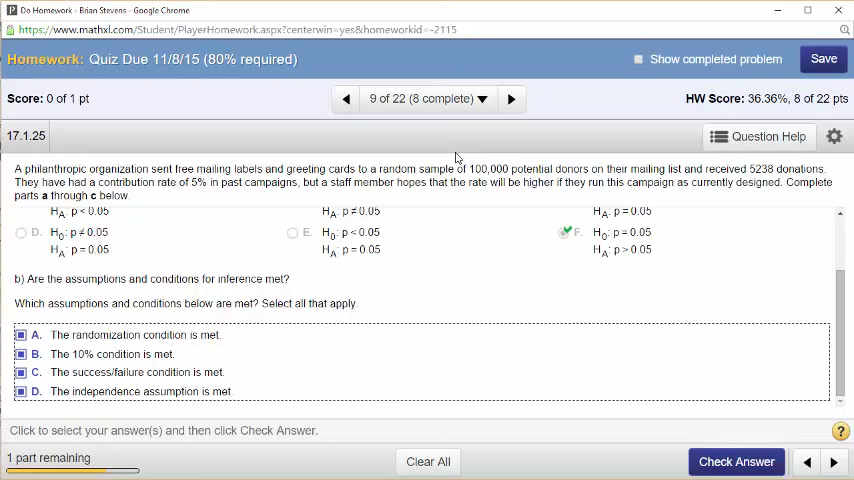 Do Homework - Brian Stevens - Google Chrome
https://www.mathxl.com/Student/PlayerHomework.aspx?centerwin=yes&homeworkid=-2115
Homework: Quiz Due 11/8/15 (80% required)
Show completed problem
Save
Score: 0 of 1 pt
9 of 22 (8 complete)
HW Score: 36.36%, 8 of 22 pts
17.1.25
Question Help
A philanthropic organization sent free mailing labels and greeting cards to a random sample of 100,000 potential donors on their mailing list and received 5238 donations.
They have had a contribution rate of 5% in past campaigns, but a staff member hopes that the rate will be higher if they run this campaign as currently designed. Complete
parts a through c below.
HA: p < 0.05
HA: p ≠ 0.05
HA: p = 0.05
D. H0: p ≠ 0.05
E. H0: p < 0.05
F. H0: p = 0.05
HA: p = 0.05
HA: p = 0.05
HA: p > 0.05
b) Are the assumptions and conditions for inference met?
Which assumptions and conditions below are met? Select all that apply.
A. The randomization condition is met.
B. The 10% condition is met.
C. The success/failure condition is met.
D. The independence assumption is met.
Click to select your answer(s) and then click Check Answer.
?
1 part remaining
Clear All
Check Answer